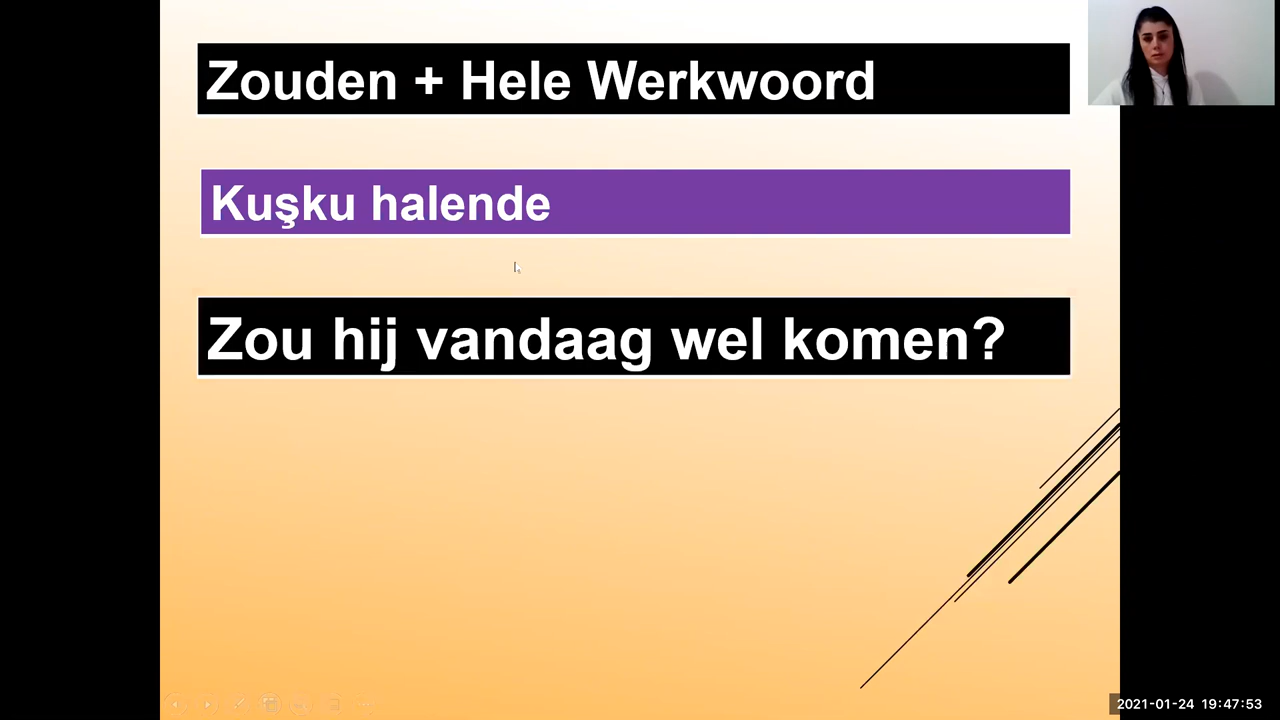 Zouden + Hele Werkwoord
Kuşku halende
Zou hij vandaag wel komen?
2021-01-24 19:47:53